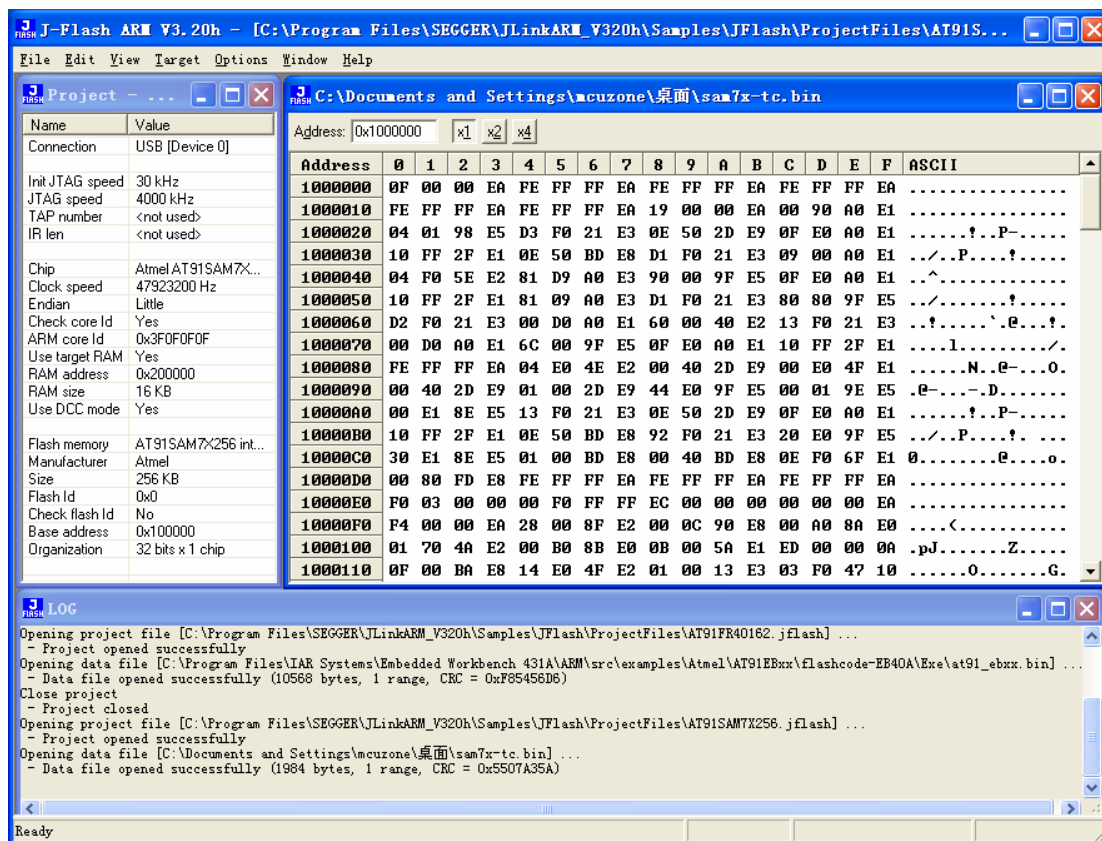 J-Flash ARM V3.20h - [C:\Program Files\SEGGER\JLinkARM_V320h\Samples\JFlash\ProjectFiles\AT91S...
File Edit View Target Options Window Help
Project - ...
Name Value
Connection USB [Device 0]
Init JTAG speed 30 kHz
JTAG speed 4000 kHz
TAP number <not used>
IR len <not used>
Chip Atmel AT91SAM7X...
Clock speed 47923200 Hz
Endian Little
Check core Id Yes
ARM core Id 0x3F0F0F0F
Use target RAM Yes
RAM address 0x200000
RAM size 16 KB
Use DCC mode Yes
Flash memory AT91SAM7X256 int...
Manufacturer Atmel
Size 256 KB
Flash Id 0x0
Check flash Id No
Base address 0x100000
Organization 32 bits x 1 chip
C:\Documents and Settings\mcuzone\桌面\sam7x-tc.bin
Address: 0x1000000 x1 x2 x4
Address 0 1 2 3 4 5 6 7 8 9 A B C D E F ASCII
1000000 0F 00 00 EA FE FF FF EA FE FF FF EA FE FF FF EA ................
1000010 FE FF FF EA FE FF FF EA 19 00 00 EA 00 90 A0 E1 ................
1000020 04 01 98 E5 D3 F0 21 E3 0E 50 2D E9 0F E0 A0 E1 ......!..P-.....
1000030 10 FF 2F E1 0E 50 BD E8 D1 F0 21 E3 09 00 A0 E1 ../..P....!.....
1000040 04 F0 5E E2 81 D9 A0 E3 90 00 9F E5 0F E0 A0 E1 ..^.............
1000050 10 FF 2F E1 81 09 A0 E3 D1 F0 21 E3 80 80 9F E5 ../.......!.....
1000060 D2 F0 21 E3 00 D0 A0 E1 60 00 40 E2 13 F0 21 E3 ..!.....`.@...!.
1000070 00 D0 A0 E1 6C 00 9F E5 0F E0 A0 E1 10 FF 2F E1 ....l........./.
1000080 FE FF FF EA 04 E0 4E E2 00 40 2D E9 00 E0 4F E1 ......N..@-...O.
1000090 00 40 2D E9 01 00 2D E9 44 E0 9F E5 00 01 9E E5 .@-...-.D.......
10000A0 00 E1 8E E5 13 F0 21 E3 0E 50 2D E9 0F E0 A0 E1 ......!..P-.....
10000B0 10 FF 2F E1 0E 50 BD E8 92 F0 21 E3 20 E0 9F E5 ../..P....!. ...
10000C0 30 E1 8E E5 01 00 BD E8 00 40 BD E8 0E F0 6F E1 0........@....o.
10000D0 00 80 FD E8 FE FF FF EA FE FF FF EA FE FF FF EA ................
10000E0 F0 03 00 00 00 F0 FF FF EC 00 00 00 00 00 00 EA ................
10000F0 F4 00 00 EA 28 00 8F E2 00 0C 90 E8 00 A0 8A E0 ....(...........
1000100 01 70 4A E2 00 B0 8B E0 0B 00 5A E1 ED 00 00 0A .pJ.......Z.....
1000110 0F 00 BA E8 14 E0 4F E2 01 00 13 E3 03 F0 47 10 ......O.......G.
LOG
Opening project file [C:\Program Files\SEGGER\JLinkARM_V320h\Samples\JFlash\ProjectFiles\AT91FR40162.jflash] ...
- Project opened successfully
Opening data file [C:\Program Files\IAR Systems\Embedded Workbench 431A\ARM\src\examples\Atmel\AT91EBxx\flashcode-EB40A\Exe\at91_ebxx.bin] ...
- Data file opened successfully (10568 bytes, 1 range, CRC = 0xF85456D6)
Close project
- Project closed
Opening project file [C:\Program Files\SEGGER\JLinkARM_V320h\Samples\JFlash\ProjectFiles\AT91SAM7X256.jflash] ...
- Project opened successfully
Opening data file [C:\Documents and Settings\mcuzone\桌面\sam7x-tc.bin] ...
- Data file opened successfully (1984 bytes, 1 range, CRC = 0x5507A35A)
Ready